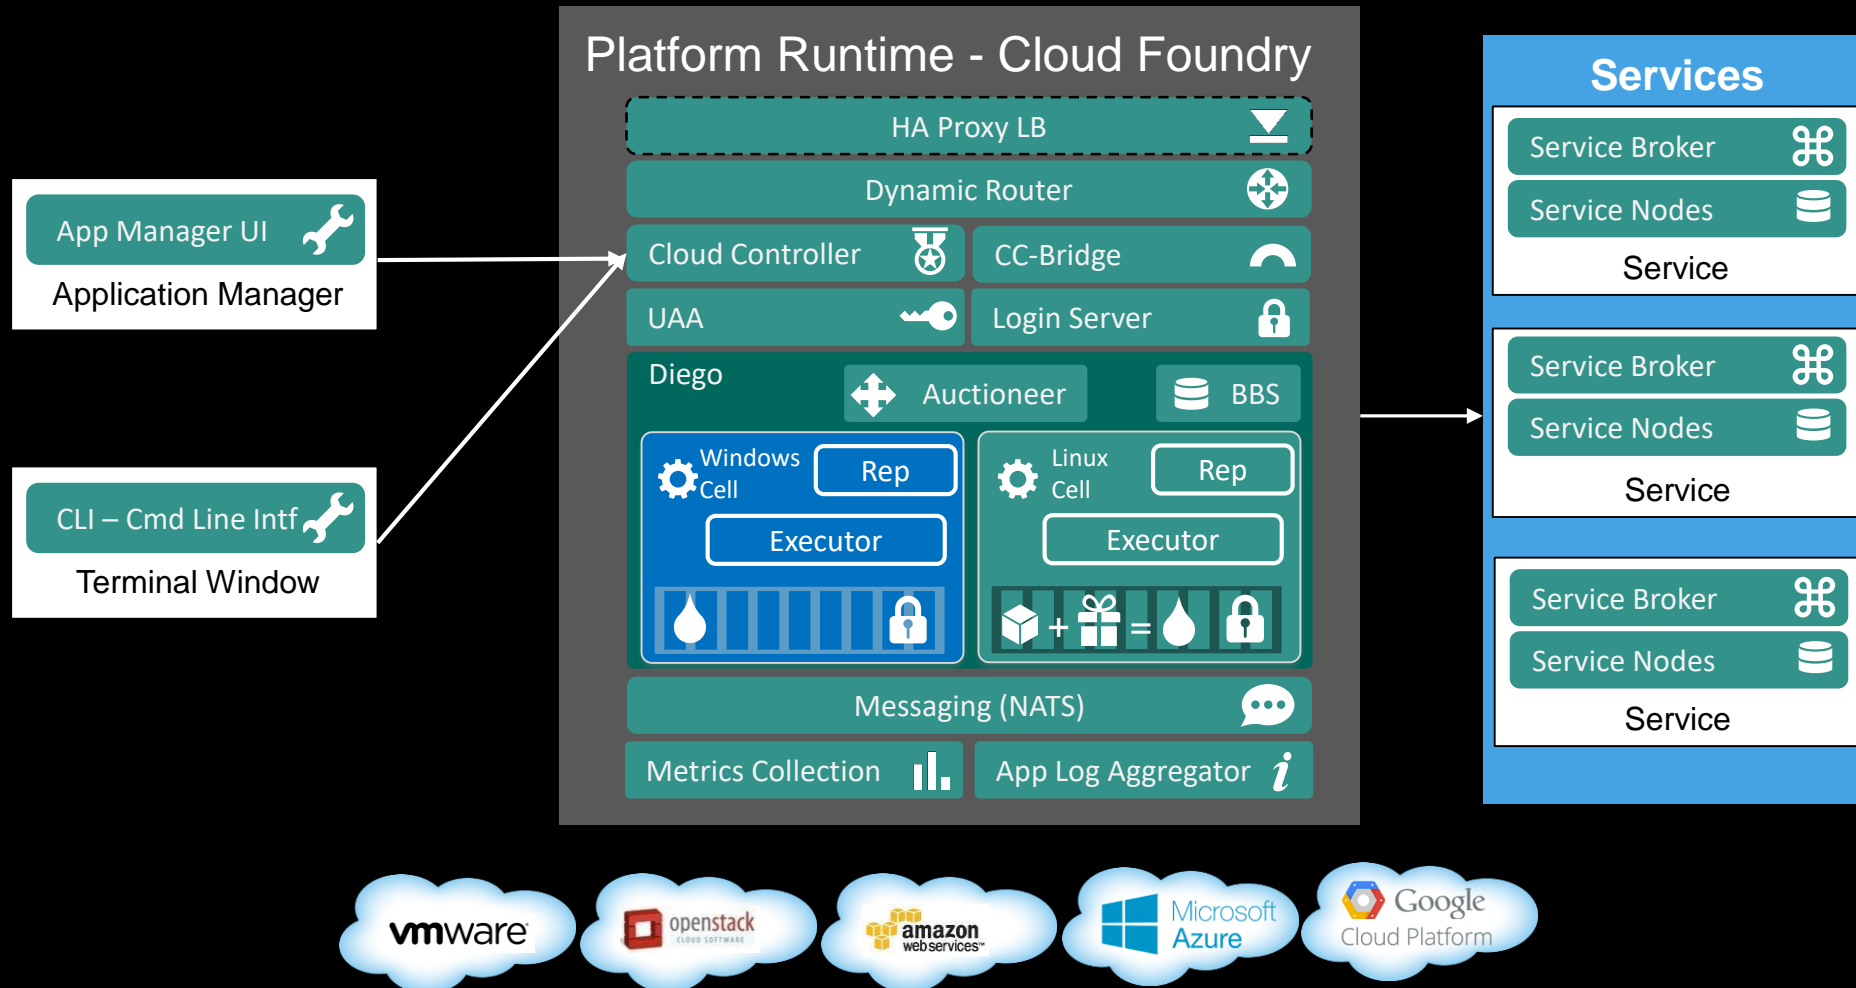 Platform Runtime - Cloud Foundry
HA Proxy LB
Dynamic Router
Cloud Controller
CC-Bridge
UAA
Login Server
Diego
Auctioneer
BBS
Windows
Cell
Rep
Executor
Linux
Cell
Rep
Executor
+
=
Messaging (NATS)
Metrics Collection
App Log Aggregator
i
App Manager UI
Application Manager
CLI – Cmd Line Intf
Terminal Window
Services
Service Broker
Service Nodes
Service
Service Broker
Service Nodes
Service
Service Broker
Service Nodes
Service
vmware
openstack
CLOUD SOFTWARE
amazon
webservices™
Microsoft
Azure
Google
Cloud Platform